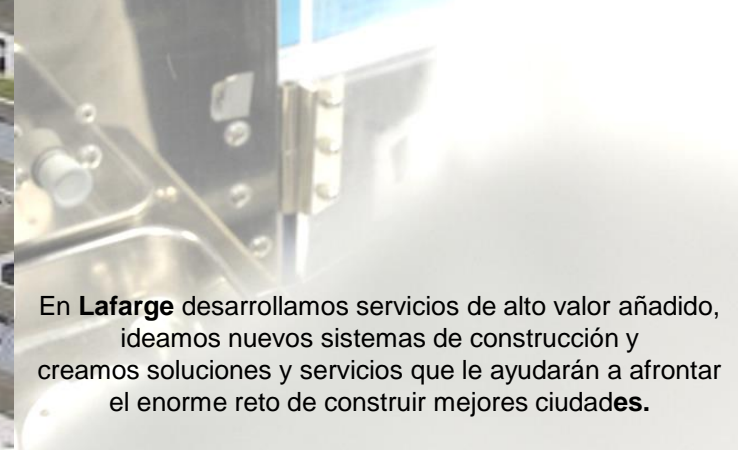 En Lafarge desarrollamos servicios de alto valor añadido,
ideamos nuevos sistemas de construcción y
creamos soluciones y servicios que le ayudarán a afrontar
el enorme reto de construir mejores ciudades.